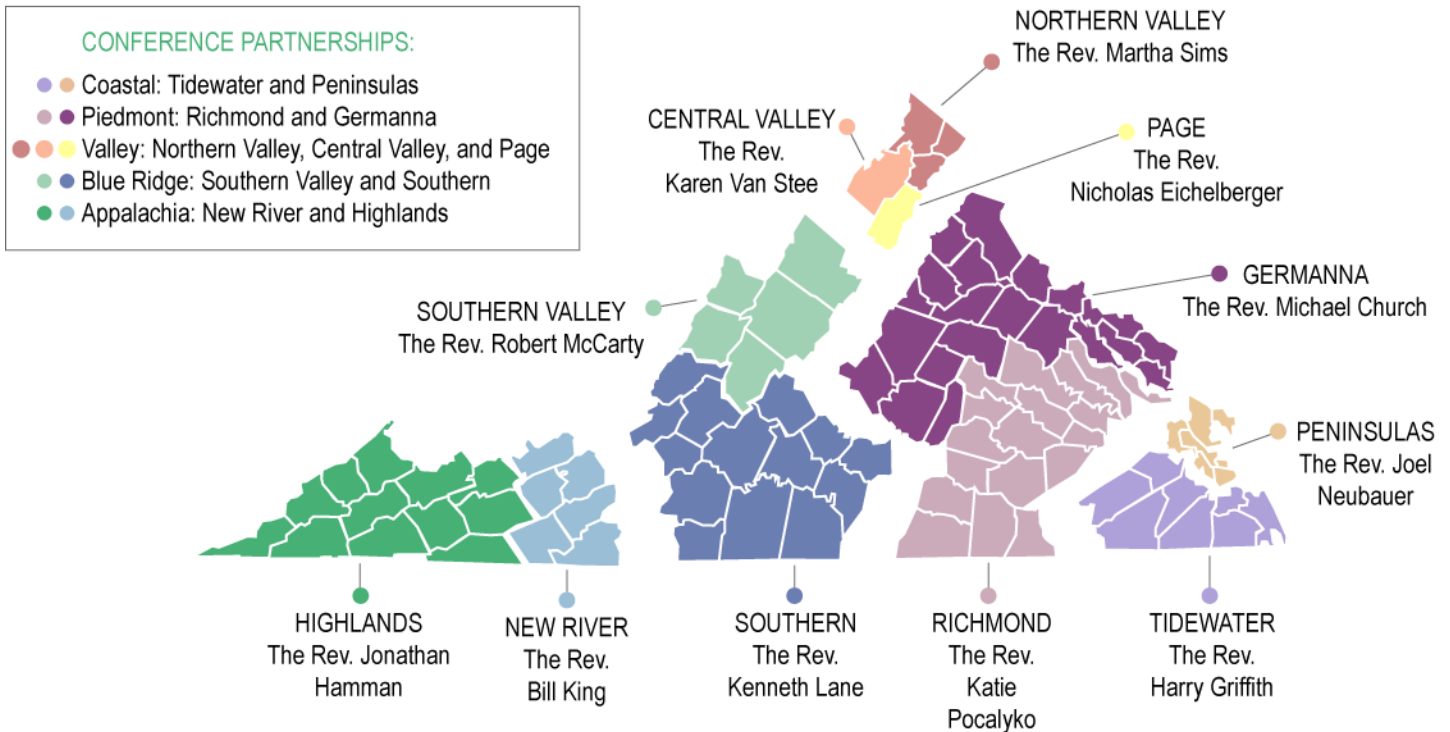 CONFERENCE PARTNERSHIPS:
Coastal: Tidewater and Peninsulas
Piedmont: Richmond and Germanna
Valley: Northern Valley, Central Valley, and Page
Blue Ridge: Southern Valley and Southern
Appalachia: New River and Highlands
NORTHERN VALLEY
The Rev. Martha Sims
CENTRAL VALLEY
The Rev.
Karen Van Stee
PAGE
The Rev.
Nicholas Eichelberger
GERMANNA
The Rev. Michael Church
SOUTHERN VALLEY
The Rev. Robert McCarty
PENINSULAS
The Rev. Joel
Neubauer
HIGHLANDS
The Rev. Jonathan
Hamman
NEW RIVER
The Rev.
Bill King
SOUTHERN
The Rev.
Kenneth Lane
RICHMOND
The Rev.
Katie
Pocalyko
TIDEWATER
The Rev.
Harry Griffith